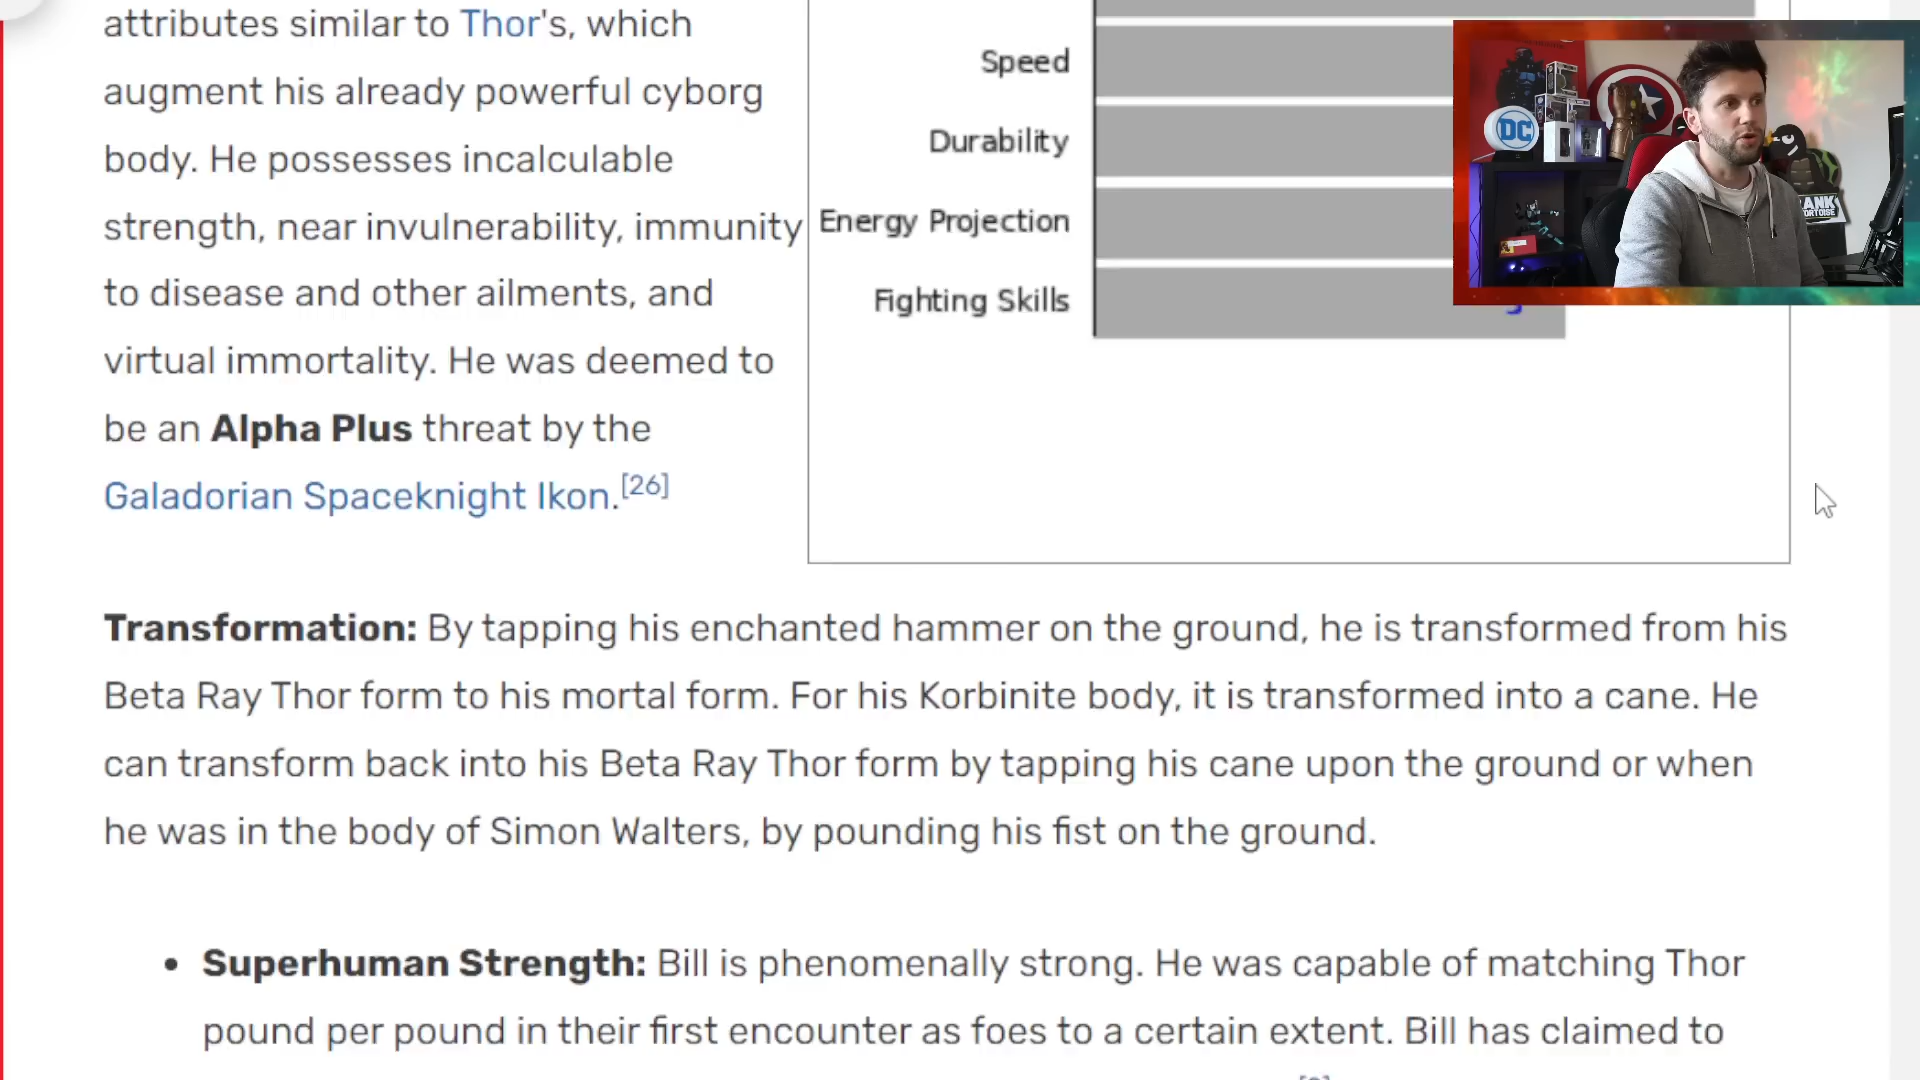 attributes similar to Thor's, which
augment his already powerful cyborg
body. He possesses incalculable
strength, near invulnerability, immunity
to disease and other ailments, and
virtual immortality. He was deemed to
be an Alpha Plus threat by the
Galadorian Spaceknight Ikon.[26]
Speed
Durability
Energy Projection
Fighting Skills
DC
Transformation: By tapping his enchanted hammer on the ground, he is transformed from his
Beta Ray Thor form to his mortal form. For his Korbinite body, it is transformed into a cane. He
can transform back into his Beta Ray Thor form by tapping his cane upon the ground or when
he was in the body of Simon Walters, by pounding his fist on the ground.
• Superhuman Strength: Bill is phenomenally strong. He was capable of matching Thor
pound per pound in their first encounter as foes to a certain extent. Bill has claimed to